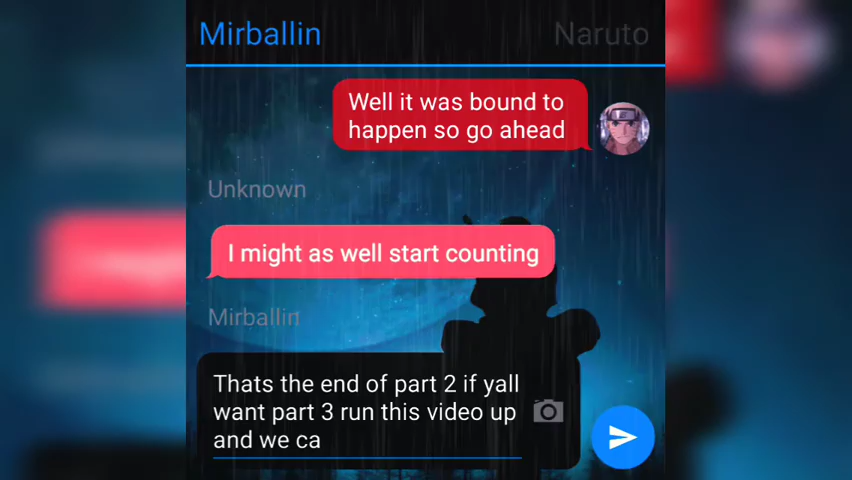 Mirballin Naruto
Well it was bound to
happen so go ahead
Unknown
I might as well start counting
Mirballin
Thats the end of part 2 if yall
want part 3 run this video up
and we ca